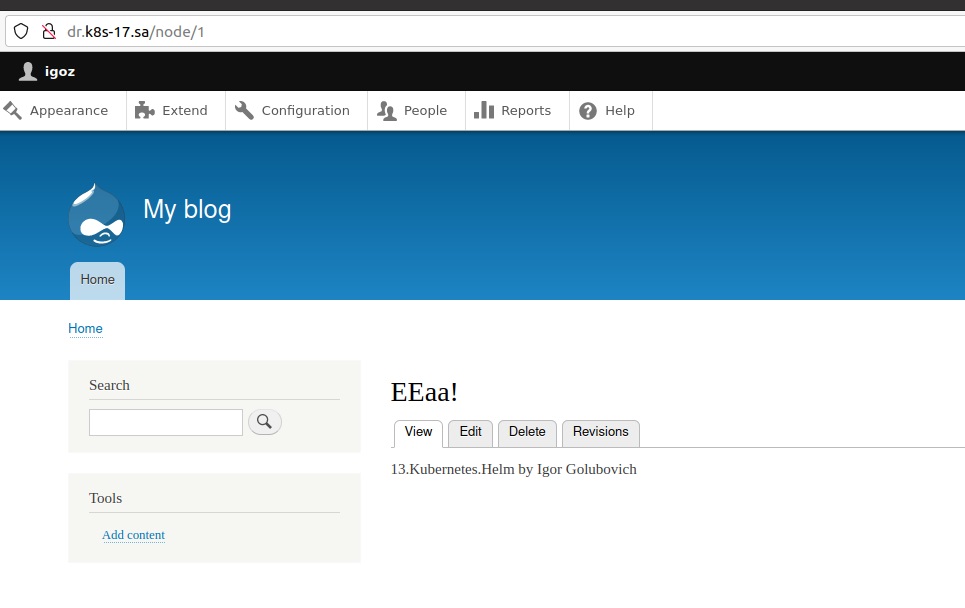 dr.k8s-17.sa/node/1
igoz
Appearance Extend Configuration People Reports Help
My blog
Home
Home
Search
Tools
Add content
EEaa!
View Edit Delete Revisions
13.Kubernetes.Helm by Igor Golubovich